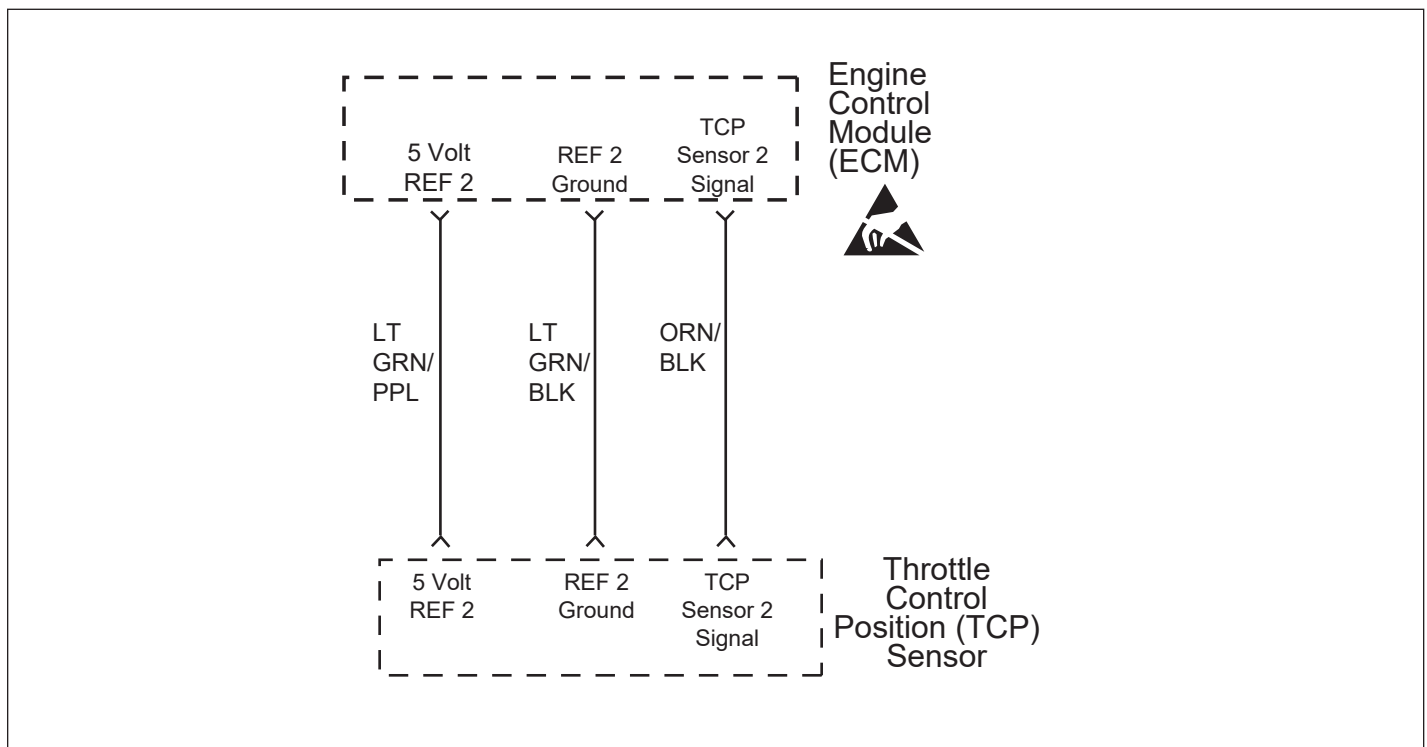 Engine
Control
Module
(ECM)
5 Volt
REF 2
REF 2
Ground
TCP
Sensor 2
Signal
LT
GRN/
PPL
LT
GRN/
BLK
ORN/
BLK
5 Volt
REF 2
REF 2
Ground
TCP
Sensor 2
Signal
Throttle
Control
Position (TCP)
Sensor